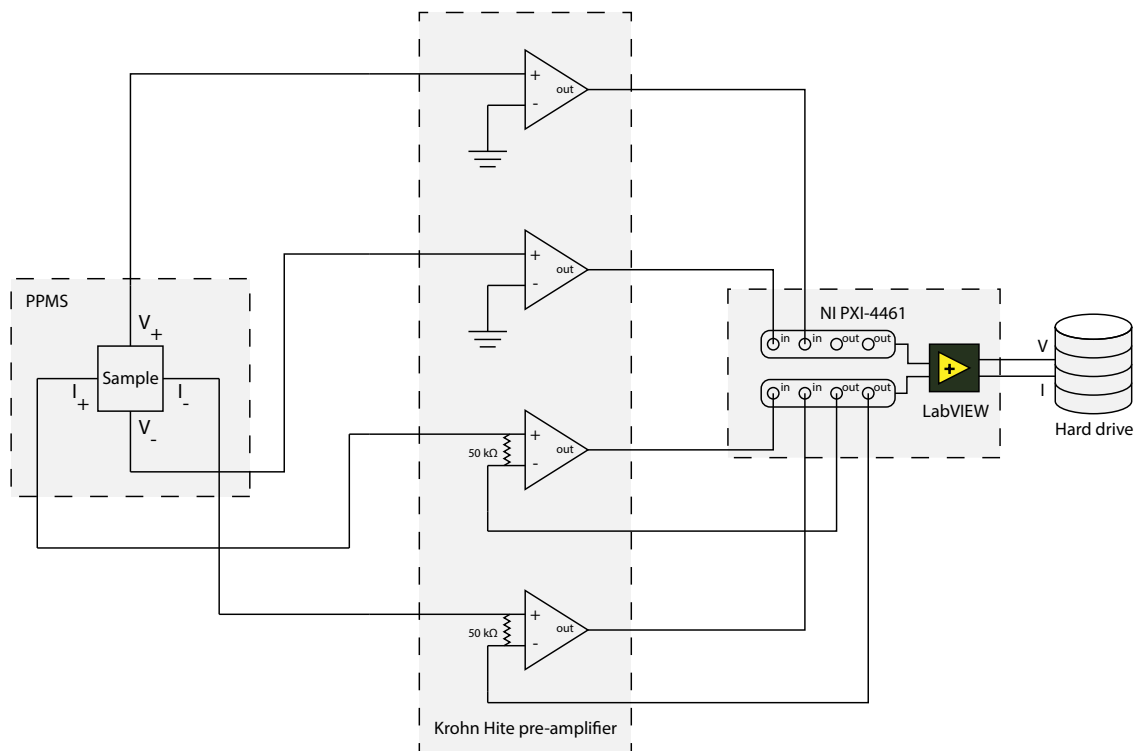 +
-
out
+
-
out
PPMS
V+
Sample
I+
I-
V-
NI PXI-4461
in
in
out
out
in
in
out
out
+
LabVIEW
V
I
Hard drive
50 kΩ
+
-
out
50 kΩ
+
-
out
Krohn Hite pre-amplifier